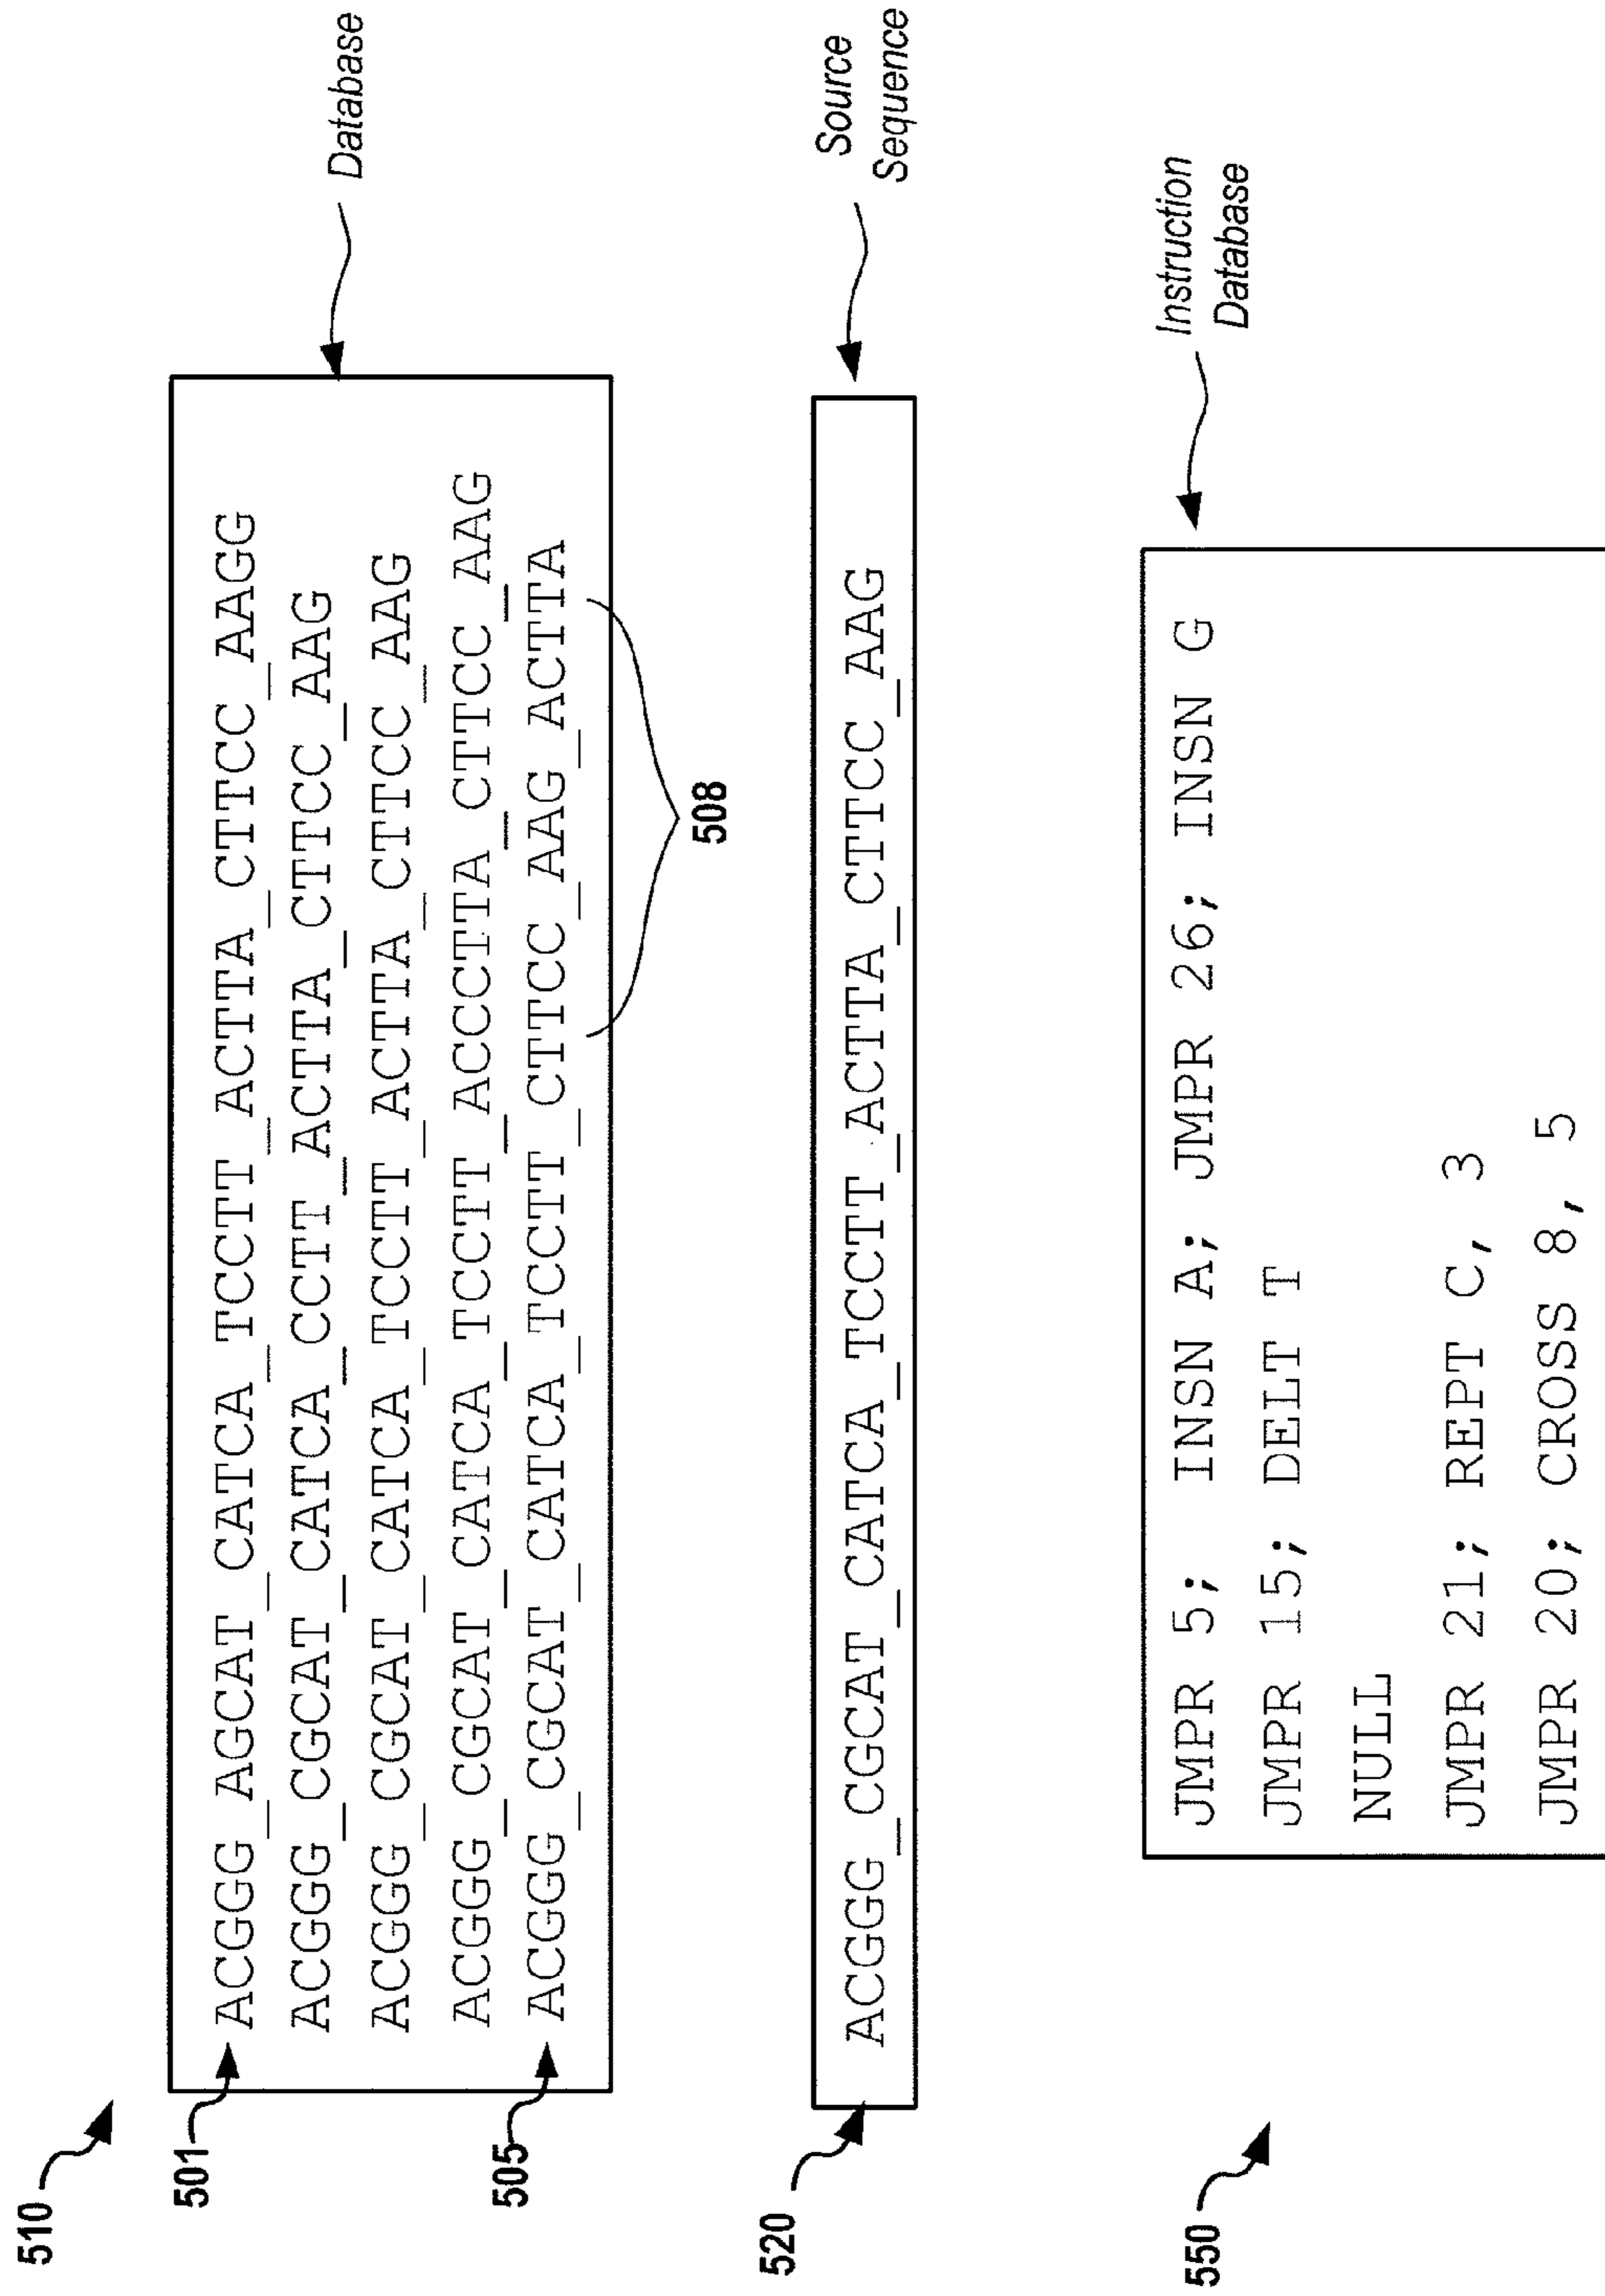 510
501
ACGGG_AGCAT_CATCA_TCCTT_ACTTA_CTTCC_AAGG
ACGGG_CGCAT_CATCA_CCTT_ACTTA_CTTCC_AAG
ACGGG_CGCAT_CATCA_TCCTT_ACTTA_CTTCC_AAG
ACGGG_CGCAT_CATCA_TCCTT_ACCCTTA_CTTCC_AAG
505
ACGGG_CGCAT_CATCA_TCCTT_CTTCC_AAG_ACTTA
Database
508
520
ACGGG_CGCAT_CATCA_TCCTT_ACTTA_CTTCC_AAG
Source
Sequence
550
JMPR 5; INSN A; JMPR 26; INSN G
JMPR 15; DELT T
NULL
JMPR 21; REPT C, 3
JMPR 20; CROSS 8, 5
Instruction
Database